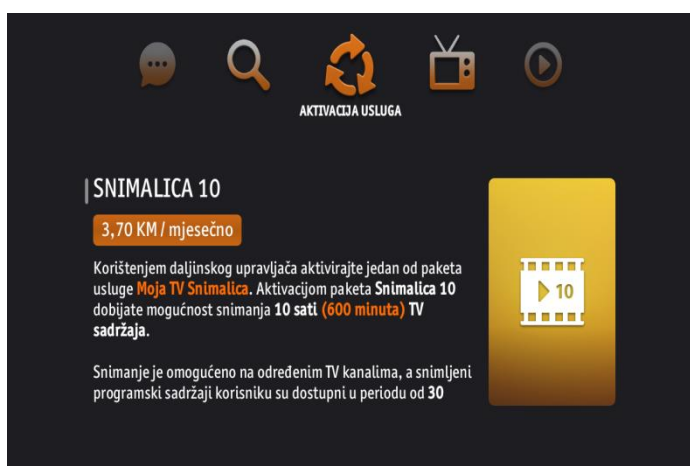 AKTIVACIJA USLUGA
SNIMALICA 10
3,70 KM / mjesečno
Korištenjem daljinskog upravljača aktivirajte jedan od paketa
usluge Moja TV Snimalica. Aktivacijom paketa Snimalica 10
dobijate mogućnost snimanja 10 sati (600 minuta) TV
sadržaja.
10
Snimanje je omogućeno na određenim TV kanalima, a snimljeni
programski sadržaji korisniku su dostupni u periodu od 30